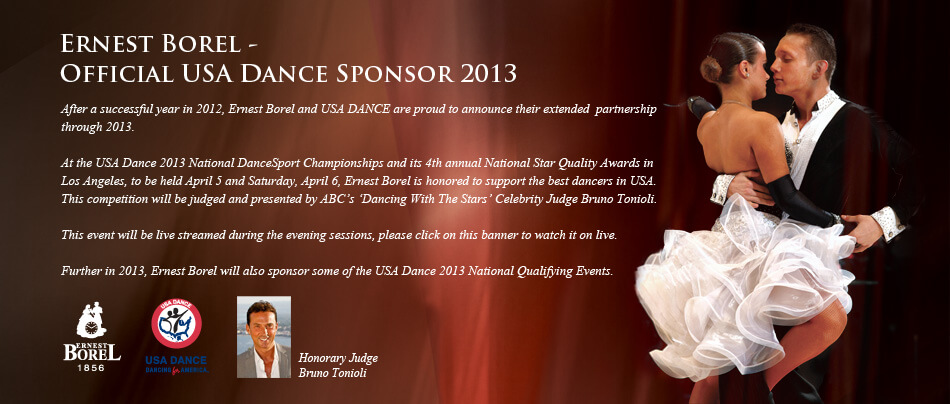 ERNEST BOREL -
OFFICIAL USA DANCE SPONSOR 2013
After a successful year in 2012, Ernest Borel and USA DANCE are proud to announce their extended partnership
through 2013.
At the USA Dance 2013 National DanceSport Championships and its 4th annual National Star Quality Awards in
Los Angeles, to be held April 5 and Saturday, April 6, Ernest Borel is honored to support the best dancers in USA.
This competition will be judged and presented by ABC's 'Dancing With The Stars' Celebrity Judge Bruno Tonioli.
This event will be live streamed during the evening sessions, please click on this banner to watch it on live.
Further in 2013, Ernest Borel will also sponsor some of the USA Dance 2013 National Qualifying Events.
ERNEST
BOREL
1856
USA DANCE
USA DANCE
DANCING for AMERICA
Honorary Judge
Bruno Tonioli